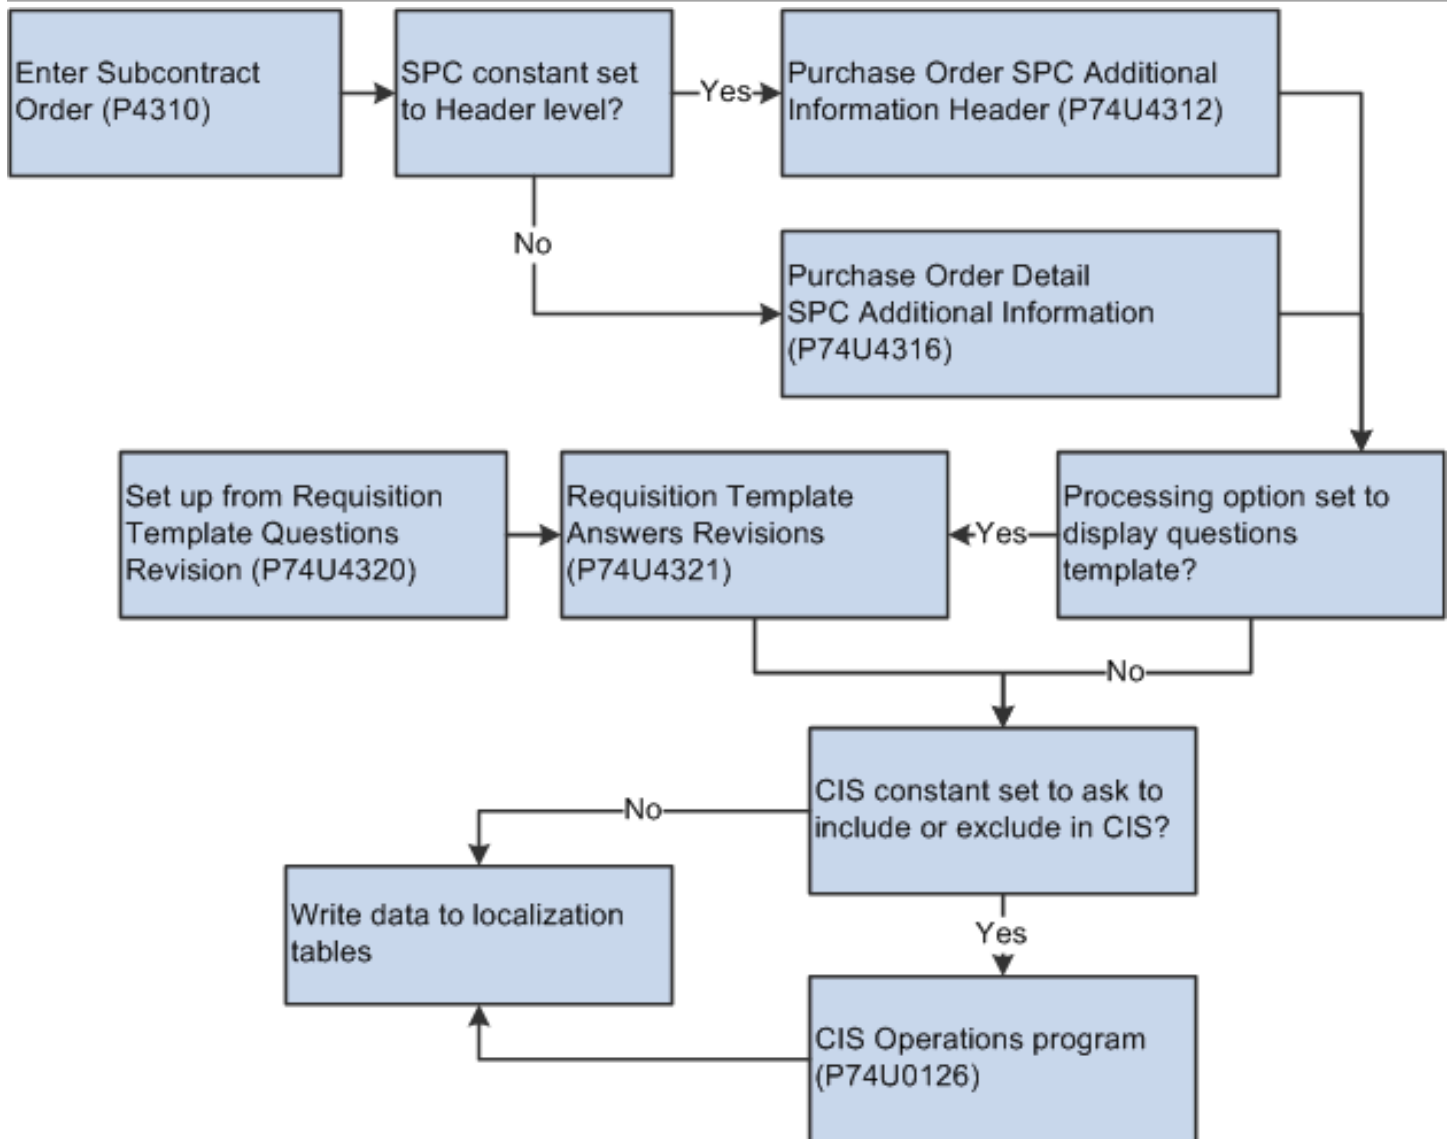 Enter Subcontract
Order (P4310)
SPC constant set
to Header level?
Yes
Purchase Order SPC Additional
Information Header (P74U4312)
No
Purchase Order Detail
SPC Additional Information
(P74U4316)
Set up from Requisition
Template Questions
Revision (P74U4320)
Requisition Template
Answers Revisions
(P74U4321)
Yes
Processing option set to
display questions
template?
No
CIS constant set to ask to
include or exclude in CIS?
No
Write data to localization
tables
Yes
CIS Operations program
(P74U0126)